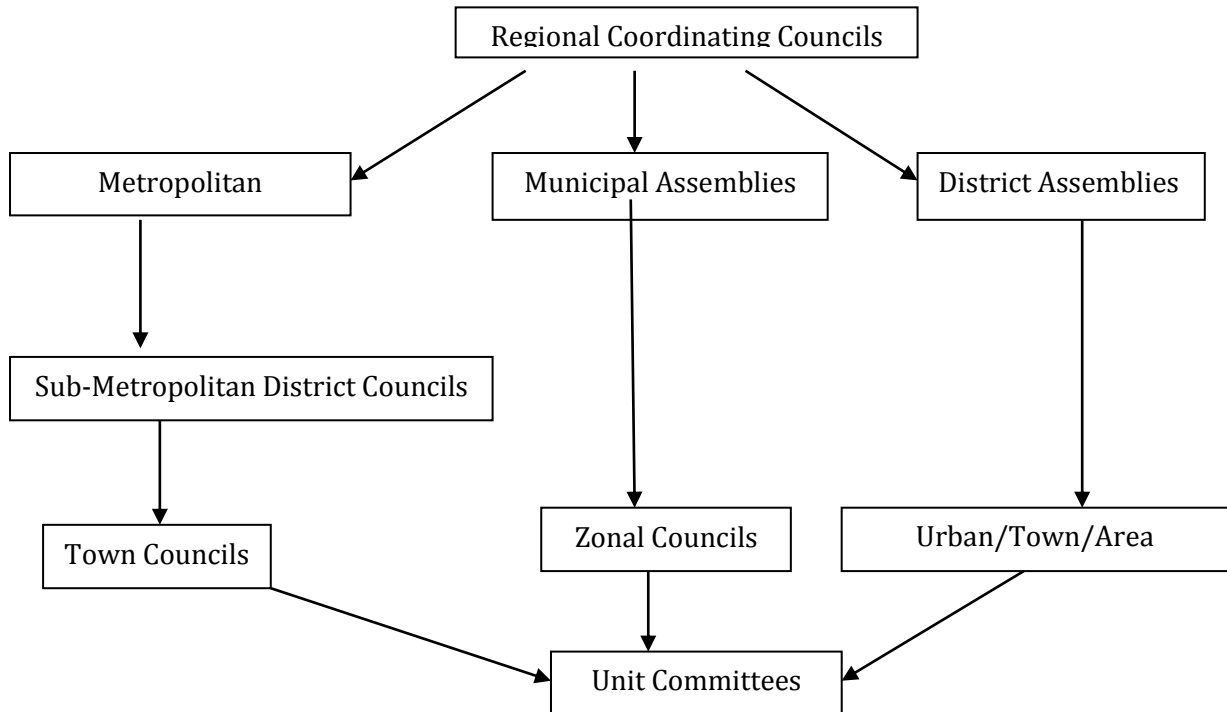 Regional Coordinating Councils
Metropolitan
Municipal Assemblies
District Assemblies
Sub-Metropolitan District Councils
Town Councils
Zonal Councils
Urban/Town/Area
Unit Committees